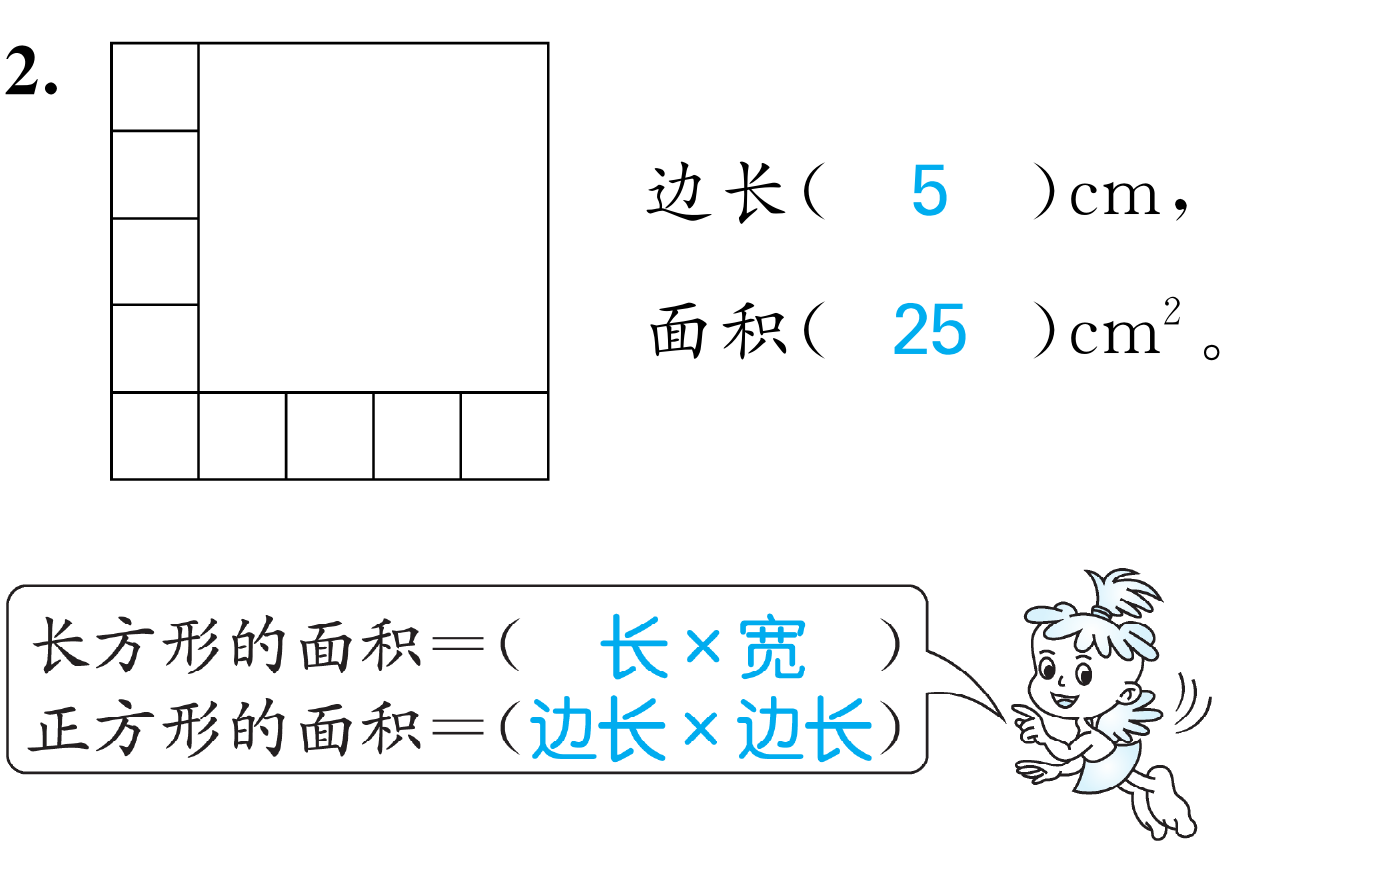 2.
边长( 5 )cm，
面积( 25 )cm²。
长方形的面积＝( 长×宽 )
正方形的面积＝(边长×边长)